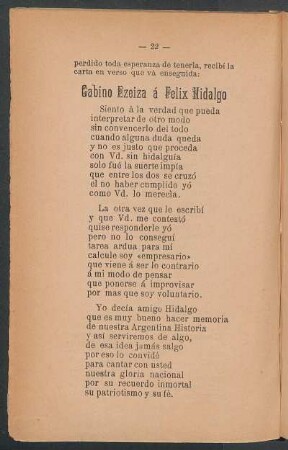 — 22 —
perdido toda esperanza de tenerla, recibí la
carta en verso que va enseguida:
Gabino Ezeiza á Felix Hidalgo
Siento á la verdad que pueda
interpretar de otro modo
sin convencerlo del todo
cuando alguna duda queda
y no es justo que proceda
con Vd. sin hidalguía
solo fué la suerte impía
que entre los dos se cruzó
el no haber cumplido yó
como Vd. lo merecía.
La otra vez que le escribí
y que Vd. me contestó
quise responderle yó
pero no lo conseguí
tarea ardua para mí
calcule soy «empresario»
que viene á ser lo contrario
á mi modo de pensar
que ponerse á improvisar
por mas que soy voluntario.
Yo decía amigo Hidalgo
que es muy bueno hacer memoria
de nuestra Argentina Historia
y así serviremos de algo,
de esa idea jamás salgo
por eso lo convidé
para cantar con usted
nuestra gloria nacional
por su recuerdo inmortal
su patriotismo y su fé.